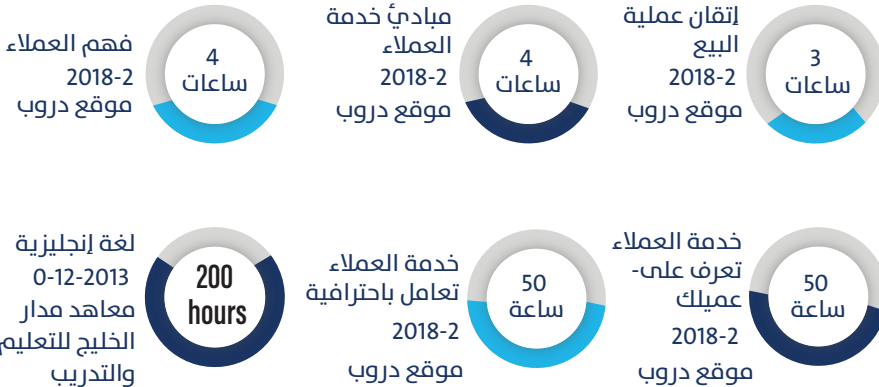 3
ساعات
إتقان عملية
البيع
2018-2
موقع دروب
4
ساعات
مبادئ خدمة
العملاء
2018-2
موقع دروب
4
ساعات
فهم العملاء
2018-2
موقع دروب
50
ساعة
خدمة العملاء
تعرف على-
عميلك
2018-2
موقع دروب
50
ساعة
خدمة العملاء
تعامل باحترافية
2018-2
موقع دروب
200
hours
لغة إنجليزية
0-12-2013
معاهد مدار
الخليج للتعليم
والتدريب